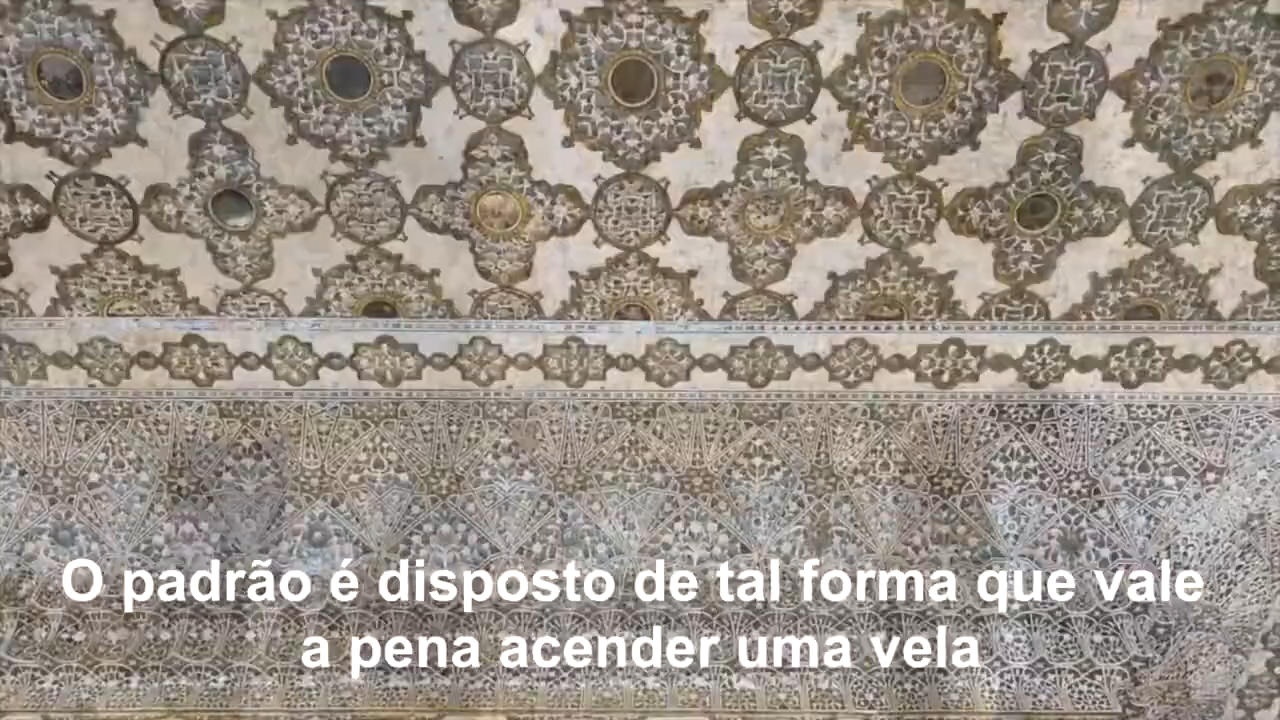 O padrão é disposto de tal forma que vale
a pena acender uma vela